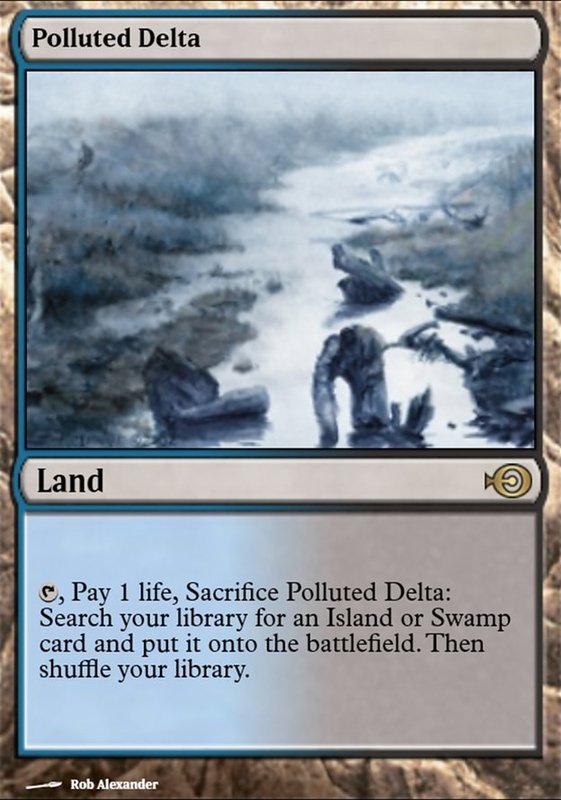 Polluted Delta
Land
, Pay 1 life, Sacrifice Polluted Delta:
Search your library for an Island or Swamp
card and put it onto the battlefield. Then
shuffle your library.
Rob Alexander